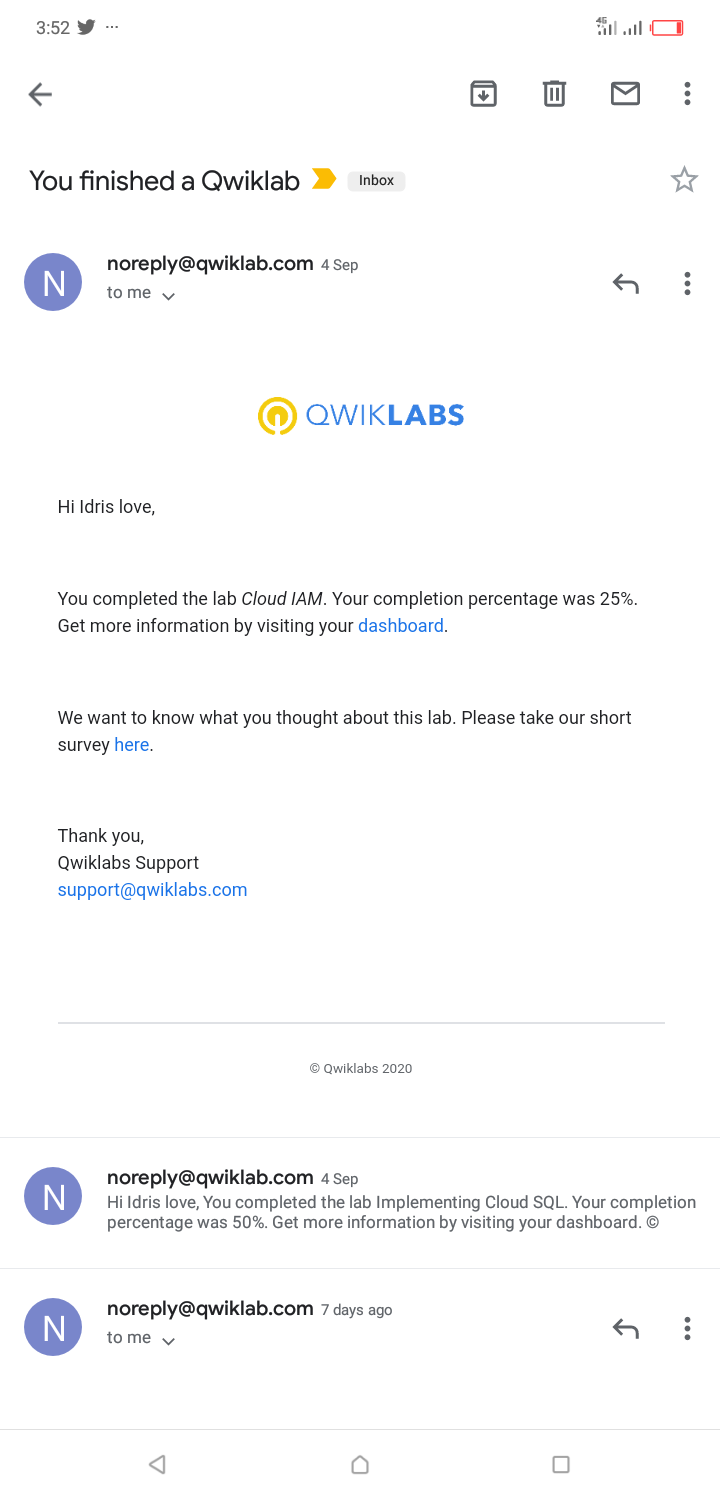 3:52 ...
4G
You finished a Qwiklab Inbox
N
noreply@qwiklab.com 4 Sep
to me
QWIKLABS
Hi Idris love,
You completed the lab Cloud IAM. Your completion percentage was 25%.
Get more information by visiting your dashboard.
We want to know what you thought about this lab. Please take our short
survey here.
Thank you,
Qwiklabs Support
support@qwiklabs.com
© Qwiklabs 2020
N
noreply@qwiklab.com 4 Sep
Hi Idris love, You completed the lab Implementing Cloud SQL. Your completion
percentage was 50%. Get more information by visiting your dashboard. ©
N
noreply@qwiklab.com 7 days ago
to me